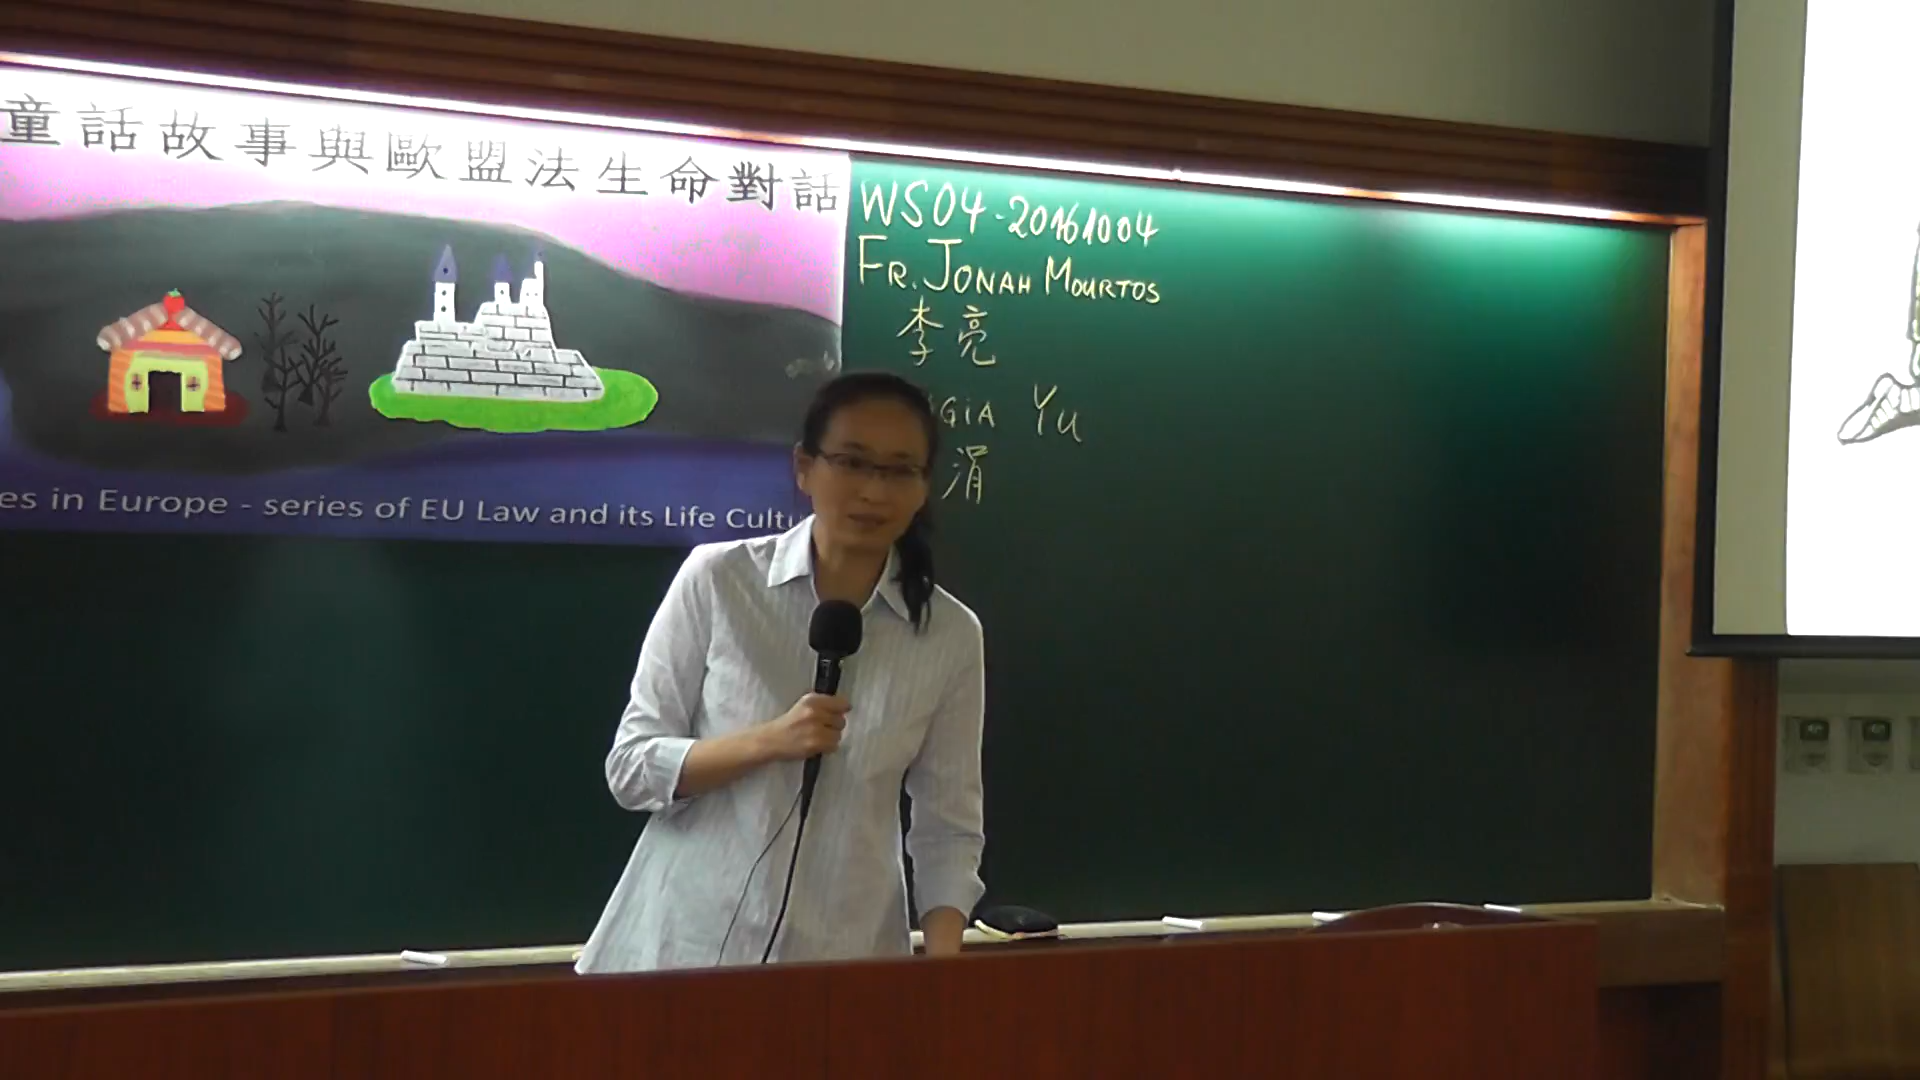 童話故事與歐盟法生命對話
es in Europe - series of EU Law and its Life Cultu
WS04-20161004
FR. JONAH MOURTOS
李亮
GIA YU
涓